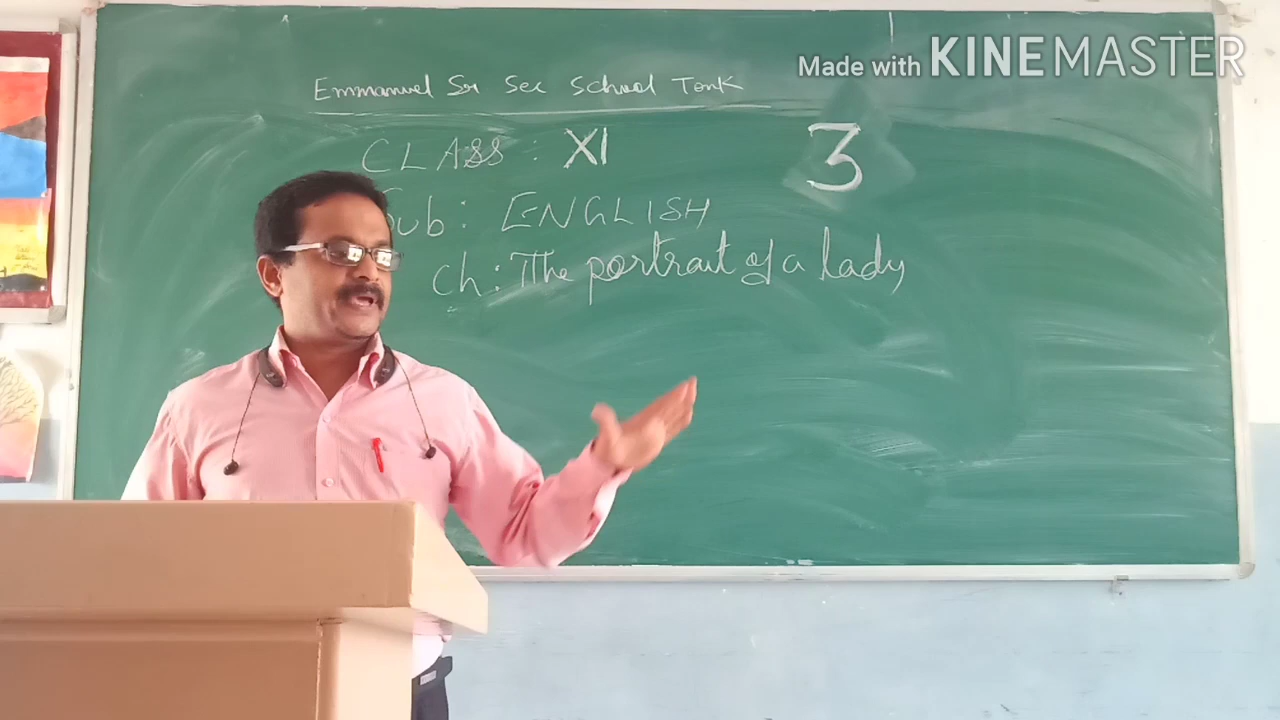 Made with KINEMASTER
Emmanuel Sr Sec School Tonk
CLASS : XI
3
Sub : ENGLISH
Ch : The portrait of a lady